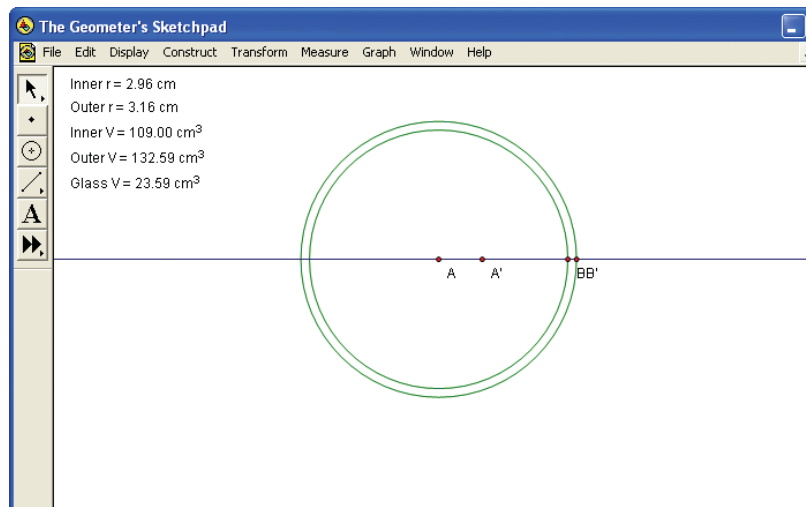 The Geometer's Sketchpad
File Edit Display Construct Transform Measure Graph Window Help
Inner r = 2.96 cm
Outer r = 3.16 cm
Inner V = 109.00 cm³
Outer V = 132.59 cm³
Glass V = 23.59 cm³
A
A A' BB'